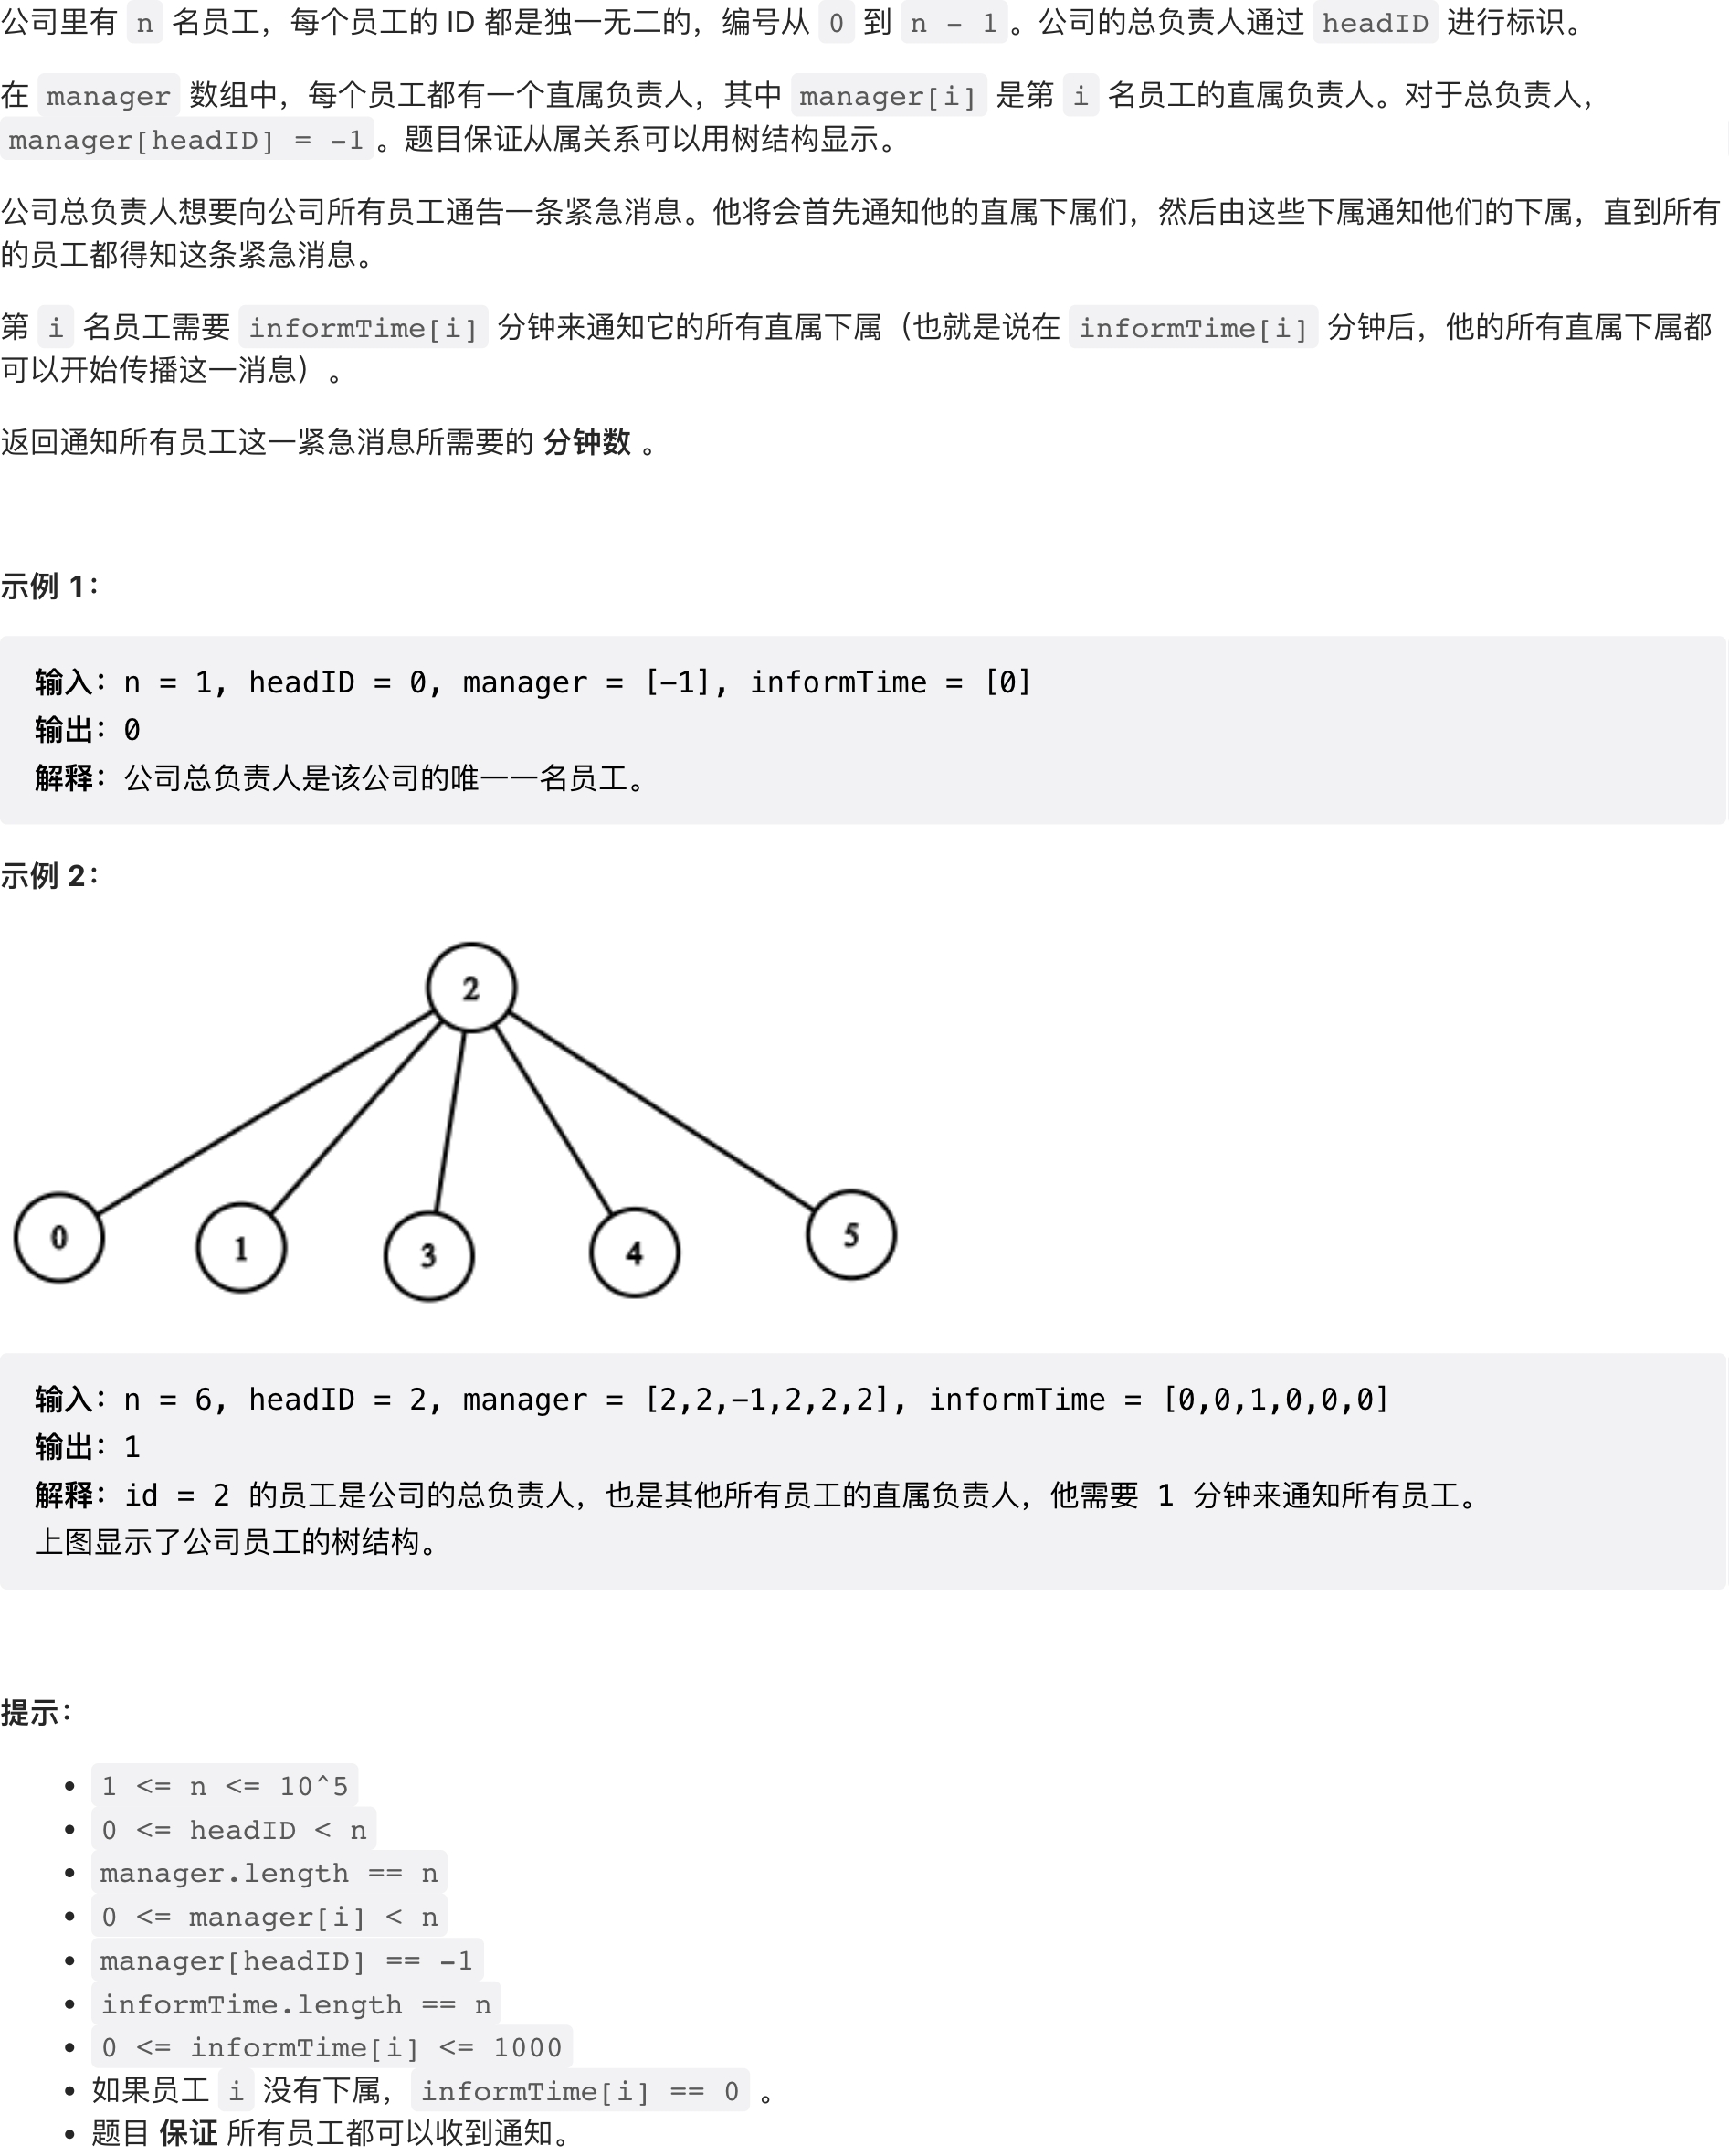 公司里有 n 名员工，每个员工的 ID 都是独一无二的，编号从 0 到 n - 1。公司的总负责人通过 headID 进行标识。
在 manager 数组中，每个员工都有一个直属负责人，其中 manager[i] 是第 i 名员工的直属负责人。对于总负责人，
manager[headID] = -1。题目保证从属关系可以用树结构显示。
公司总负责人想要向公司所有员工通告一条紧急消息。他将会首先通知他的直属下属们，然后由这些下属通知他们的下属，直到所有
的员工都得知这条紧急消息。
第 i 名员工需要 informTime[i] 分钟来通知它的所有直属下属（也就是说在 informTime[i] 分钟后，他的所有直属下属都
可以开始传播这一消息）。
返回通知所有员工这一紧急消息所需要的 分钟数 。
示例 1：
输入：n = 1, headID = 0, manager = [-1], informTime = [0]
输出：0
解释：公司总负责人是该公司的唯一一名员工。
示例 2：
2
0 1 3 4 5
输入：n = 6, headID = 2, manager = [2,2,-1,2,2,2], informTime = [0,0,1,0,0,0]
输出：1
解释：id = 2 的员工是公司的总负责人，也是其他所有员工的直属负责人，他需要 1 分钟来通知所有员工。
上图显示了公司员工的树结构。
提示：
• 1 <= n <= 10^5
• 0 <= headID < n
• manager.length == n
• 0 <= manager[i] < n
• manager[headID] == -1
• informTime.length == n
• 0 <= informTime[i] <= 1000
• 如果员工 i 没有下属，informTime[i] == 0 。
• 题目 保证 所有员工都可以收到通知。